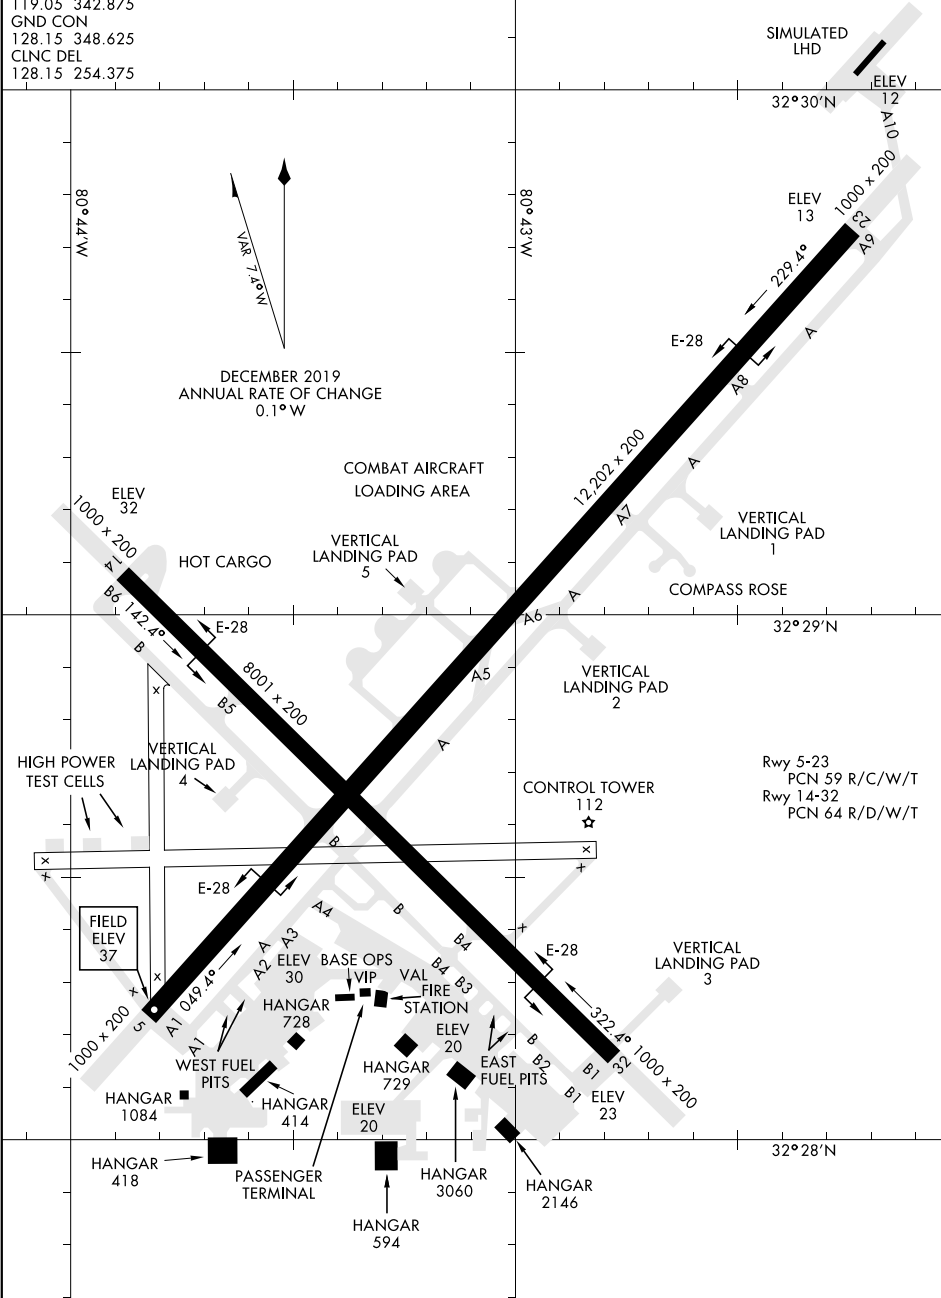 119.05 342.875
GND CON
128.15 348.625
CLNC DEL
128.15 254.375
SIMULATED
LHD
ELEV
12
32°30'N
A10
80°44'W
80°43'W
VAR 7.4° W
ELEV
13
1000 x 200
23
A9
229.4°
A
E-28
A8
DECEMBER 2019
ANNUAL RATE OF CHANGE
0.1° W
12,202 x 200
A
A7
COMBAT AIRCRAFT
LOADING AREA
ELEV
32
1000 x 200
14
HOT CARGO
VERTICAL
LANDING PAD
5
VERTICAL
LANDING PAD
1
COMPASS ROSE
B6
142.4°
B
E-28
A
A6
32°29'N
A5
8001 x 200
B5
VERTICAL
LANDING PAD
2
A
HIGH POWER
TEST CELLS
VERTICAL
LANDING PAD
4
Rwy 5-23
PCN 59 R/C/W/T
Rwy 14-32
PCN 64 R/D/W/T
CONTROL TOWER
112
B
x
x
x
x
x
x
x
x
x
E-28
A4
B
FIELD
ELEV
37
A
A3
A2
B4
B4
B3
E-28
VERTICAL
LANDING PAD
3
049.4°
ELEV
30
BASE OPS
VIP
VAL
FIRE
STATION
HANGAR
728
5
A1
A1
1000 x 200
WEST FUEL
PITS
HANGAR
729
ELEV
20
EAST
FUEL PITS
B
B2
B1
B1
322.4°
32
1000 x 200
ELEV
23
HANGAR
1084
HANGAR
414
ELEV
20
32°28'N
HANGAR
418
PASSENGER
TERMINAL
HANGAR
3060
HANGAR
2146
HANGAR
594